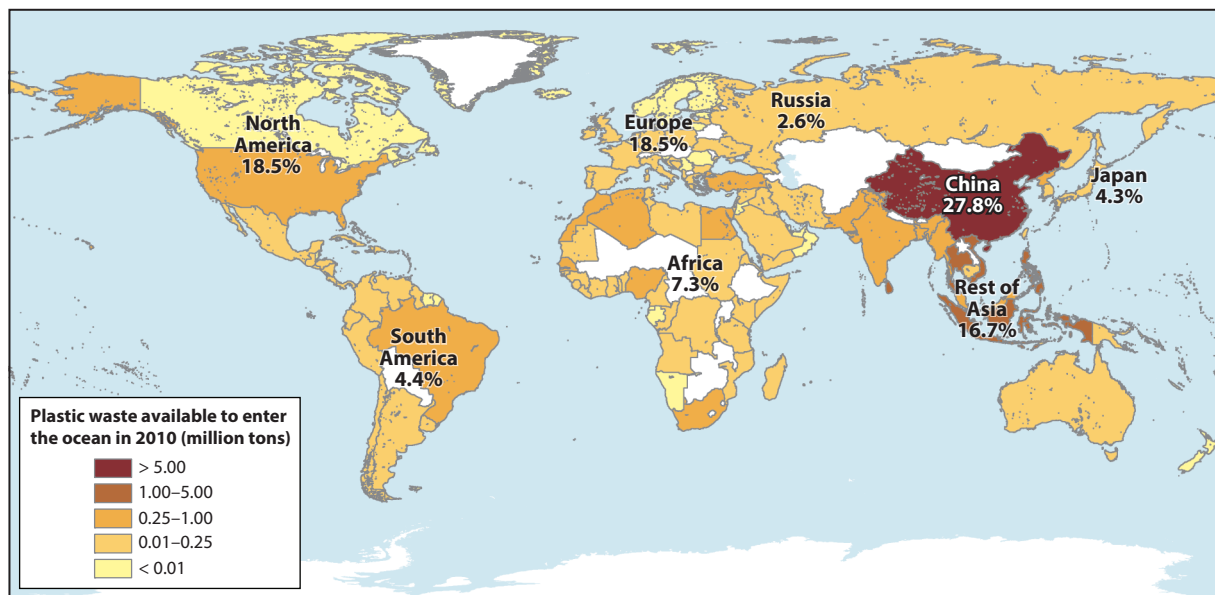 North
America
18.5%
Europe
18.5%
Russia
2.6%
China
27.8%
Japan
4.3%
Africa
7.3%
Rest of
Asia
16.7%
South
America
4.4%
Plastic waste available to enter
the ocean in 2010 (million tons)
> 5.00
1.00–5.00
0.25–1.00
0.01–0.25
< 0.01